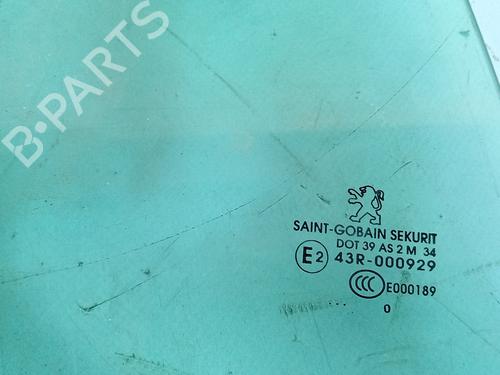 B-PARTS
SAINT-GOBAIN SEKURIT
DOT 39 AS 2 M 34
E2 43R-000929
CCC E000189
0